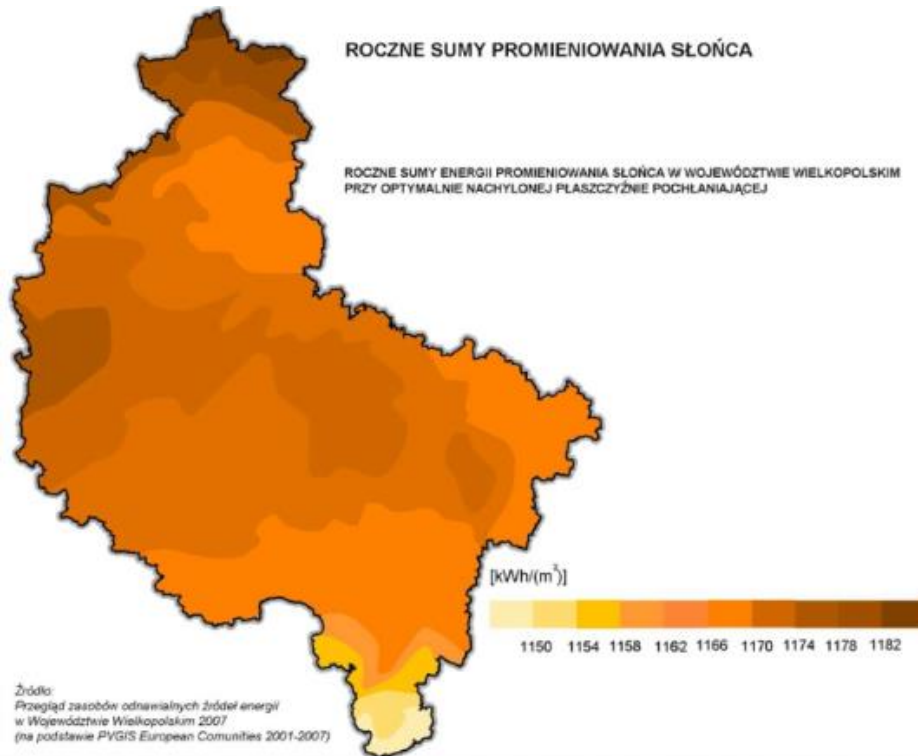 ROCZNE SUMY PROMIENIOWANIA SŁOŃCA
ROCZNE SUMY ENERGII PROMIENIOWANIA SŁOŃCA W WOJEWÓDZTWIE WIELKOPOLSKIM
PRZY OPTYMALNIE NACHYLONEJ PŁASZCZYŹNIE POCHŁANIAJĄCEJ
[kWh/(m³)]
1150 1154 1158 1162 1166 1170 1174 1178 1182
Źródło:
Przegląd zasobów odnawialnych źródeł energii
w Województwie Wielkopolskim 2007
(na podstawie PVGIS European Comunities 2001-2007)